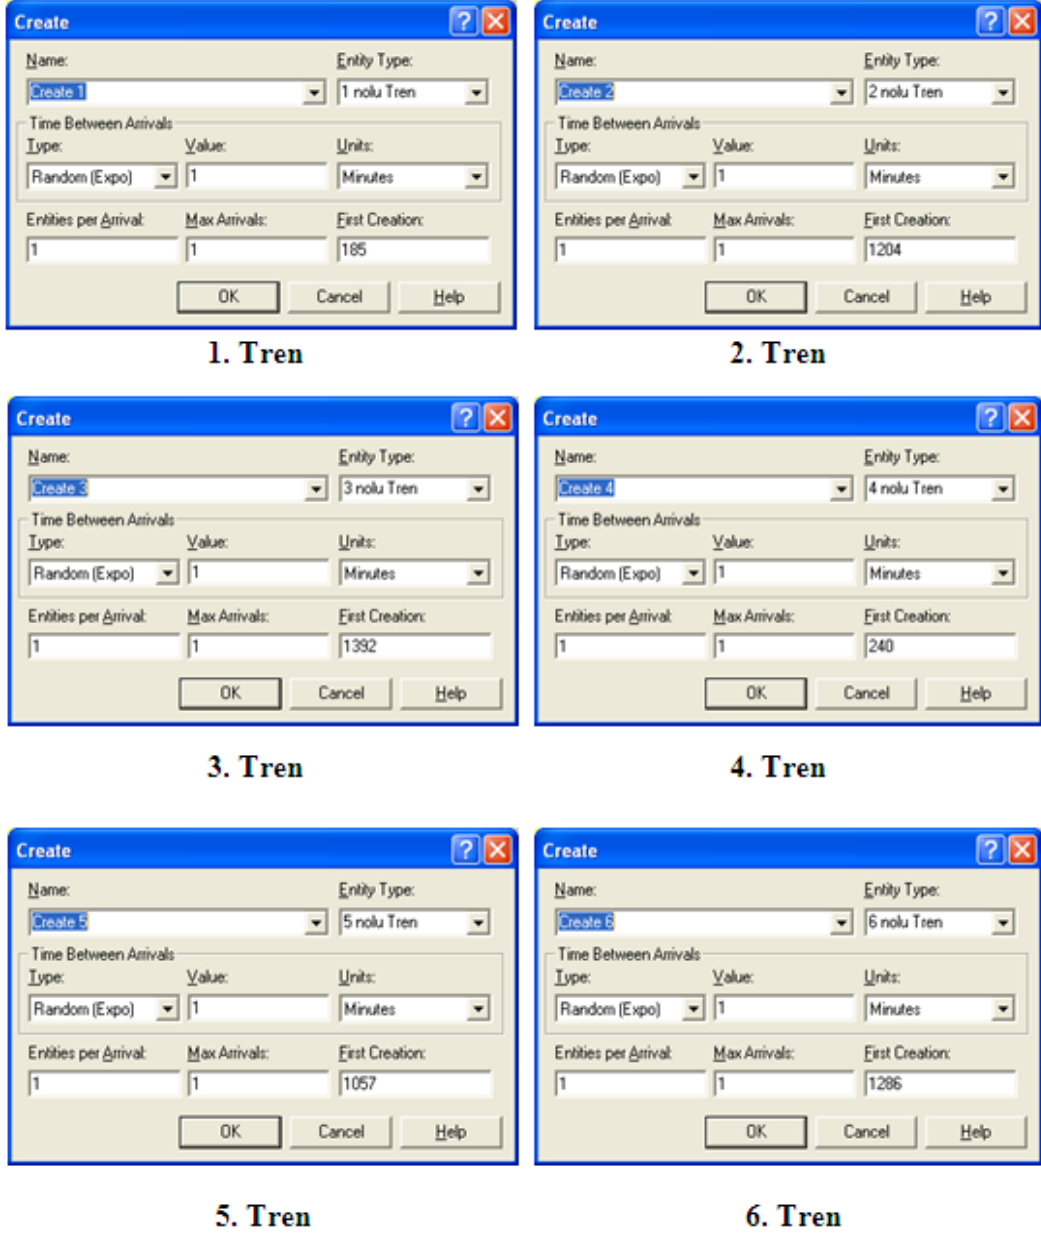 Create
Name: Entity Type:
Create 1 1 nolu Tren
Time Between Arrivals
Type: Value: Units:
Random (Expo) 1 Minutes
Entities per Arrival: Max Arrivals: First Creation:
1 1 185
OK Cancel Help
1. Tren
Create
Name: Entity Type:
Create 2 2 nolu Tren
Time Between Arrivals
Type: Value: Units:
Random (Expo) 1 Minutes
Entities per Arrival: Max Arrivals: First Creation:
1 1 1204
OK Cancel Help
2. Tren
Create
Name: Entity Type:
Create 3 3 nolu Tren
Time Between Arrivals
Type: Value: Units:
Random (Expo) 1 Minutes
Entities per Arrival: Max Arrivals: First Creation:
1 1 1392
OK Cancel Help
3. Tren
Create
Name: Entity Type:
Create 4 4 nolu Tren
Time Between Arrivals
Type: Value: Units:
Random (Expo) 1 Minutes
Entities per Arrival: Max Arrivals: First Creation:
1 1 240
OK Cancel Help
4. Tren
Create
Name: Entity Type:
Create 5 5 nolu Tren
Time Between Arrivals
Type: Value: Units:
Random (Expo) 1 Minutes
Entities per Arrival: Max Arrivals: First Creation:
1 1 1057
OK Cancel Help
5. Tren
Create
Name: Entity Type:
Create 6 6 nolu Tren
Time Between Arrivals
Type: Value: Units:
Random (Expo) 1 Minutes
Entities per Arrival: Max Arrivals: First Creation:
1 1 1286
OK Cancel Help
6. Tren